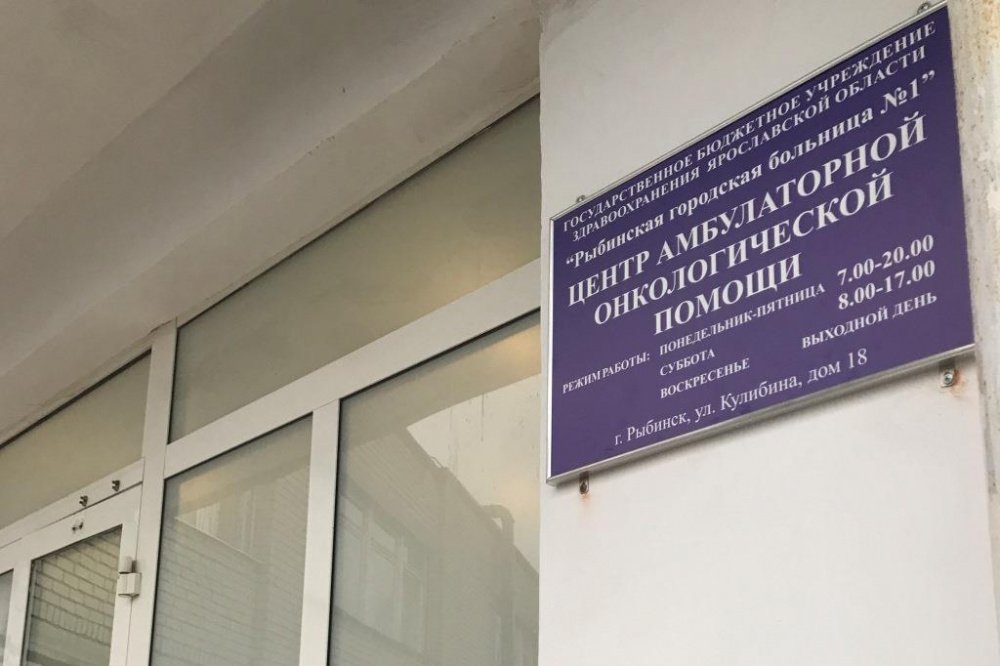 ГОСУДАРСТВЕННОЕ БЮДЖЕТНОЕ УЧРЕЖДЕНИЕ
ЗДРАВООХРАНЕНИЯ ЯРОСЛАВСКОЙ ОБЛАСТИ
“Рыбинская городская больница №1”
ЦЕНТР АМБУЛАТОРНОЙ
ОНКОЛОГИЧЕСКОЙ
ПОМОЩИ
РЕЖИМ РАБОТЫ: ПОНЕДЕЛЬНИК-ПЯТНИЦА 7.00-20.00
СУББОТА 8.00-17.00
ВОСКРЕСЕНЬЕ ВЫХОДНОЙ ДЕНЬ
г. Рыбинск, ул. Кулибина, дом 18